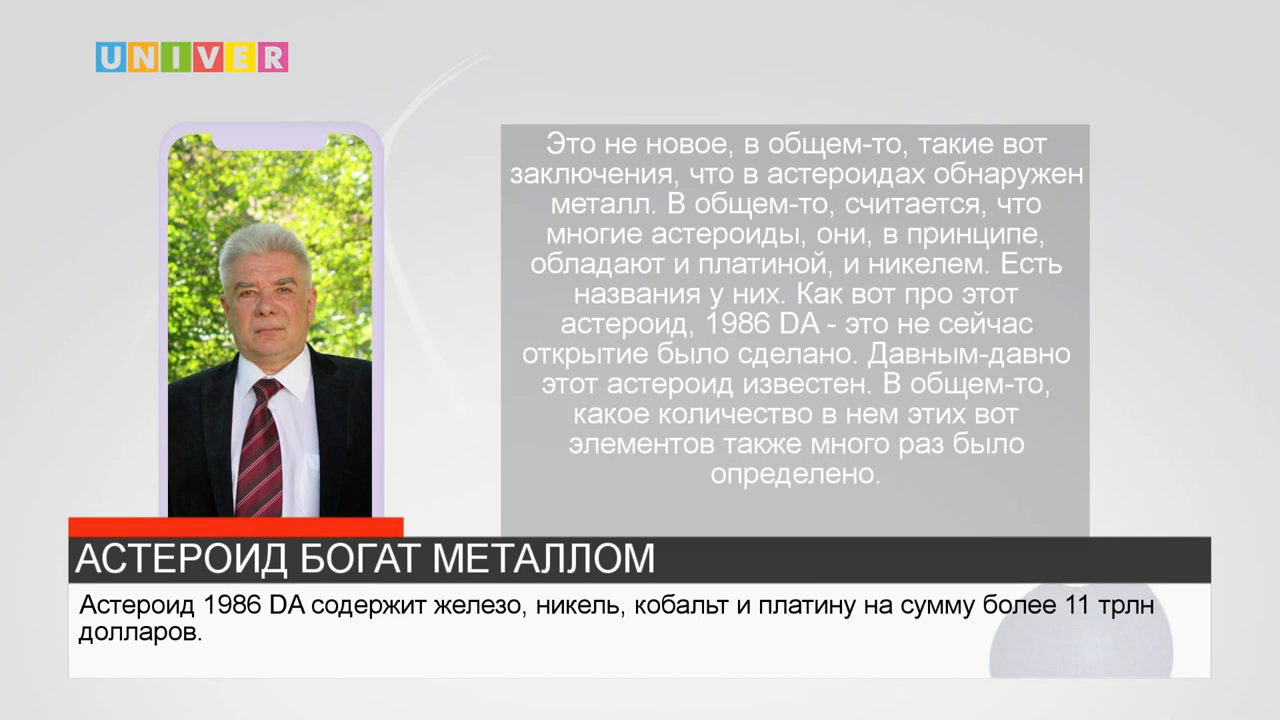 UNIVER
Это не новое, в общем-то, такие вот
заключения, что в астероидах обнаружен
металл. В общем-то, считается, что
многие астероиды, они, в принципе,
обладают и платиной, и никелем. Есть
названия у них. Как вот про этот
астероид, 1986 DA - это не сейчас
открытие было сделано. Давным-давно
этот астероид известен. В общем-то,
какое количество в нем этих вот
элементов также много раз было
определено.
АСТЕРОИД БОГАТ МЕТАЛЛОМ
Астероид 1986 DA содержит железо, никель, кобальт и платину на сумму более 11 трлн
долларов.